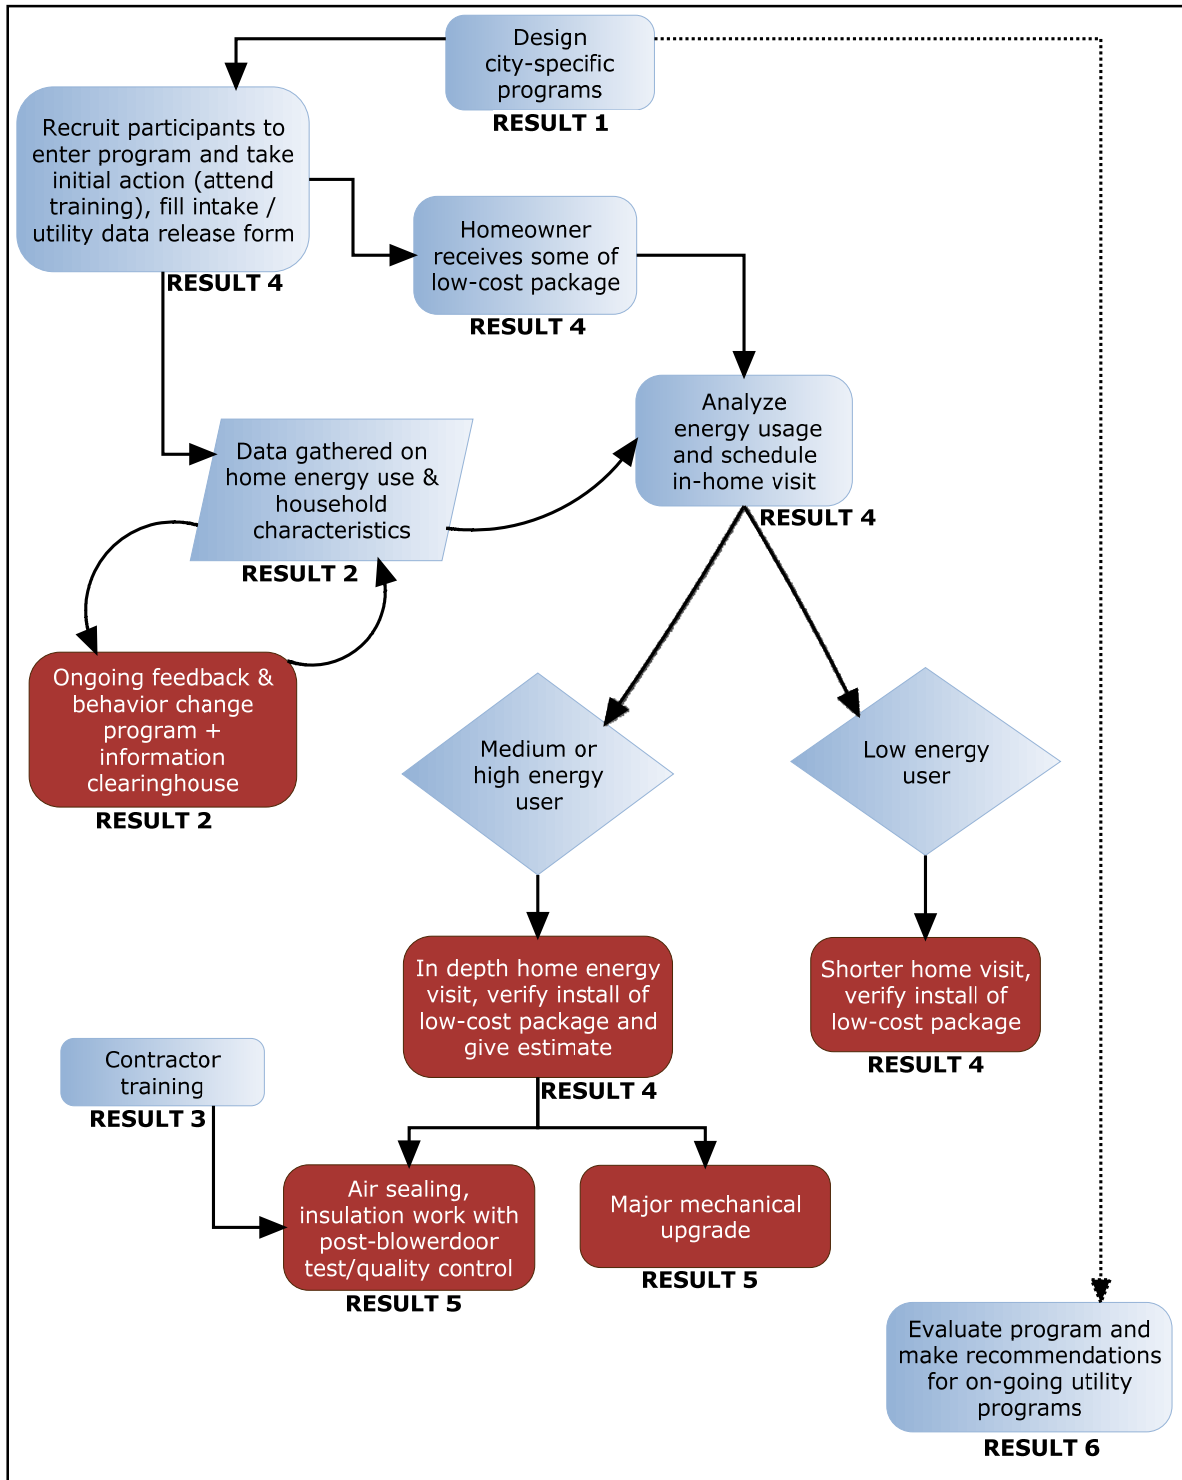 Design
city-specific
programs
RESULT 1
Recruit participants to
enter program and take
initial action (attend
training), fill intake /
utility data release form
RESULT 4
Homeowner
receives some of
low-cost package
RESULT 4
Analyze
energy usage
and schedule
in-home visit
RESULT 4
Data gathered on
home energy use &
household
characteristics
RESULT 2
Ongoing feedback &
behavior change
program +
information
clearinghouse
RESULT 2
Medium or
high energy
user
Low energy
user
In depth home energy
visit, verify install of
low-cost package and
give estimate
RESULT 4
Shorter home visit,
verify install of
low-cost package
RESULT 4
Contractor
training
RESULT 3
Air sealing,
insulation work with
post-blowerdoor
test/quality control
RESULT 5
Major mechanical
upgrade
RESULT 5
Evaluate program and
make recommendations
for on-going utility
programs
RESULT 6